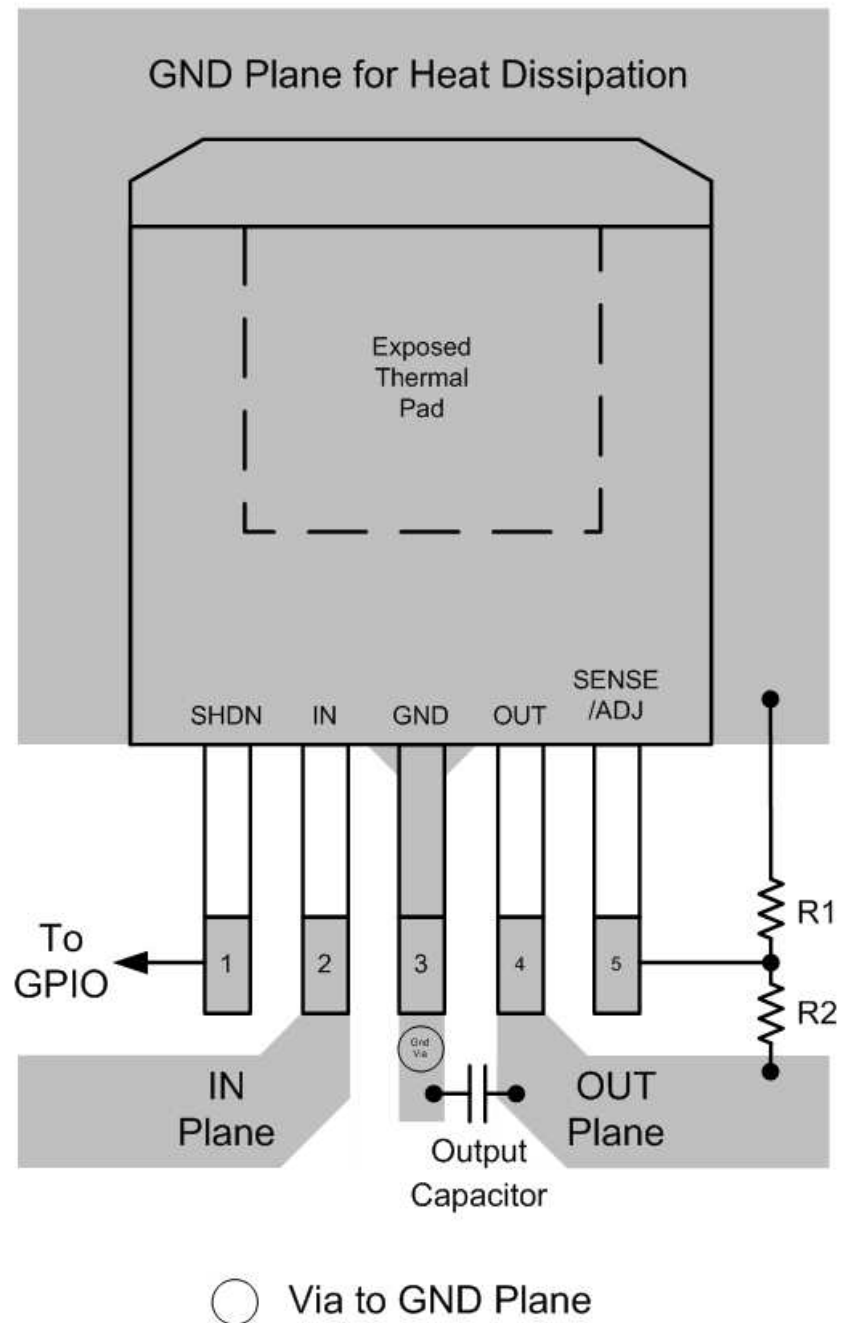 GND Plane for Heat Dissipation
Exposed
Thermal
Pad
SHDN
IN
GND
OUT
SENSE
/ADJ
To
GPIO
1
2
3
4
5
R1
R2
Gnd
Via
IN
Plane
OUT
Plane
Output
Capacitor
Via to GND Plane